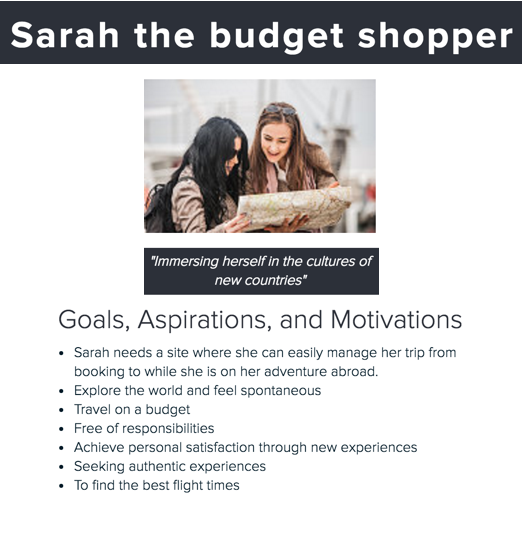 Sarah the budget shopper
"Immersing herself in the cultures of
new countries"
Goals, Aspirations, and Motivations
• Sarah needs a site where she can easily manage her trip from
booking to while she is on her adventure abroad.
• Explore the world and feel spontaneous
• Travel on a budget
• Free of responsibilities
• Achieve personal satisfaction through new experiences
• Seeking authentic experiences
• To find the best flight times